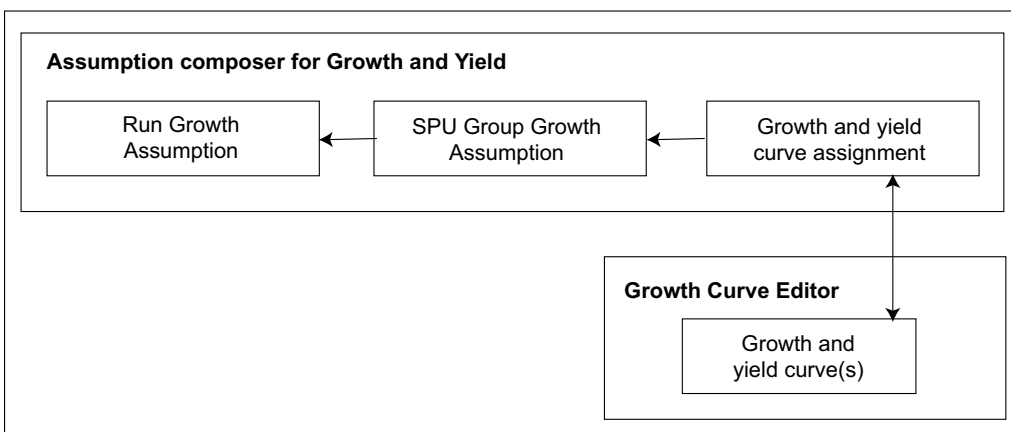 Assumption composer for Growth and Yield
Run Growth
Assumption
SPU Group Growth
Assumption
Growth and yield
curve assignment
Growth Curve Editor
Growth and
yield curve(s)